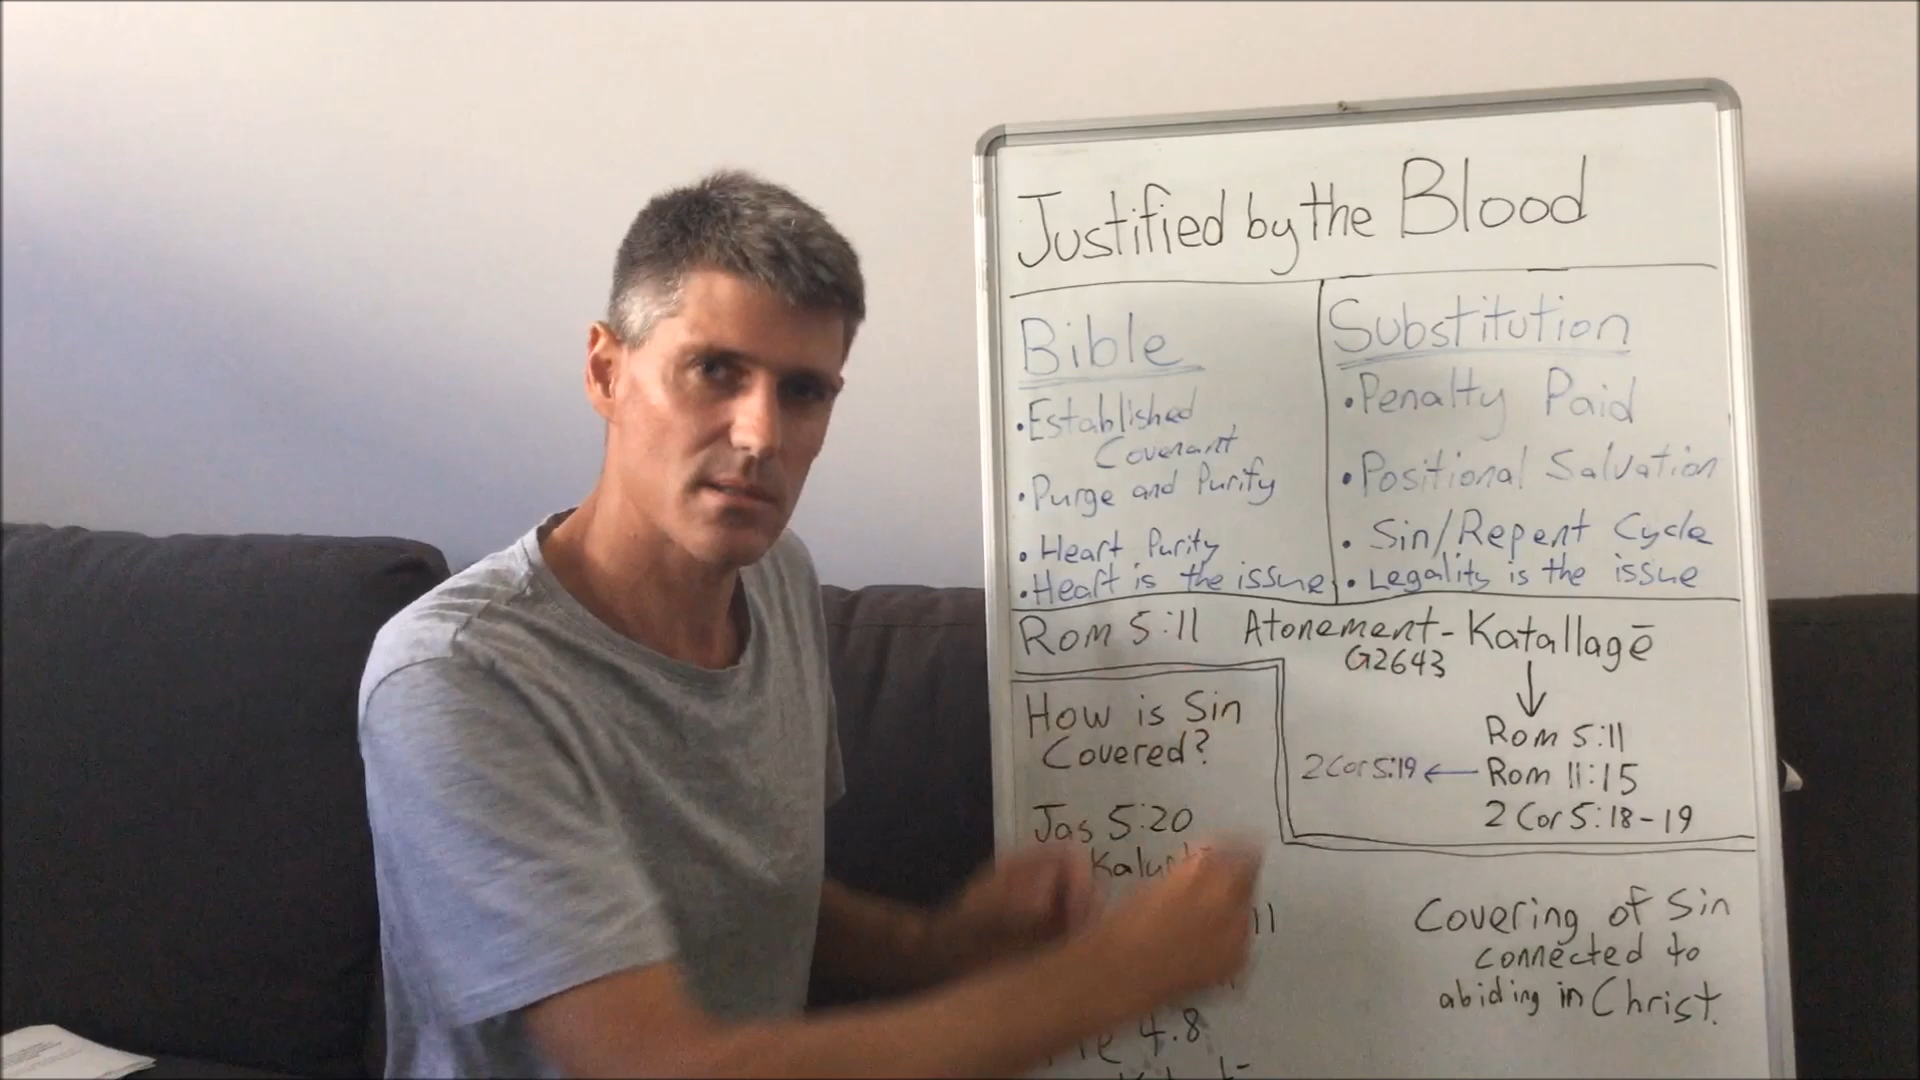 Justified by the Blood
Bible
• Established
Covenant
• Purge and Purify
• Heart Purity
• Heart is the issue
Substitution
• Penalty Paid
• Positional Salvation
• Sin/Repent Cycle
• Legality is the issue
Rom 5:11 Atonement - Katallagē
G2643
↓
Rom 5:11
2 Cor 5:19 ← Rom 11:15
2 Cor 5:18-19
How is Sin
Covered?
Jas 5:20
11
4:8
Covering of Sin
connected to
abiding in Christ.